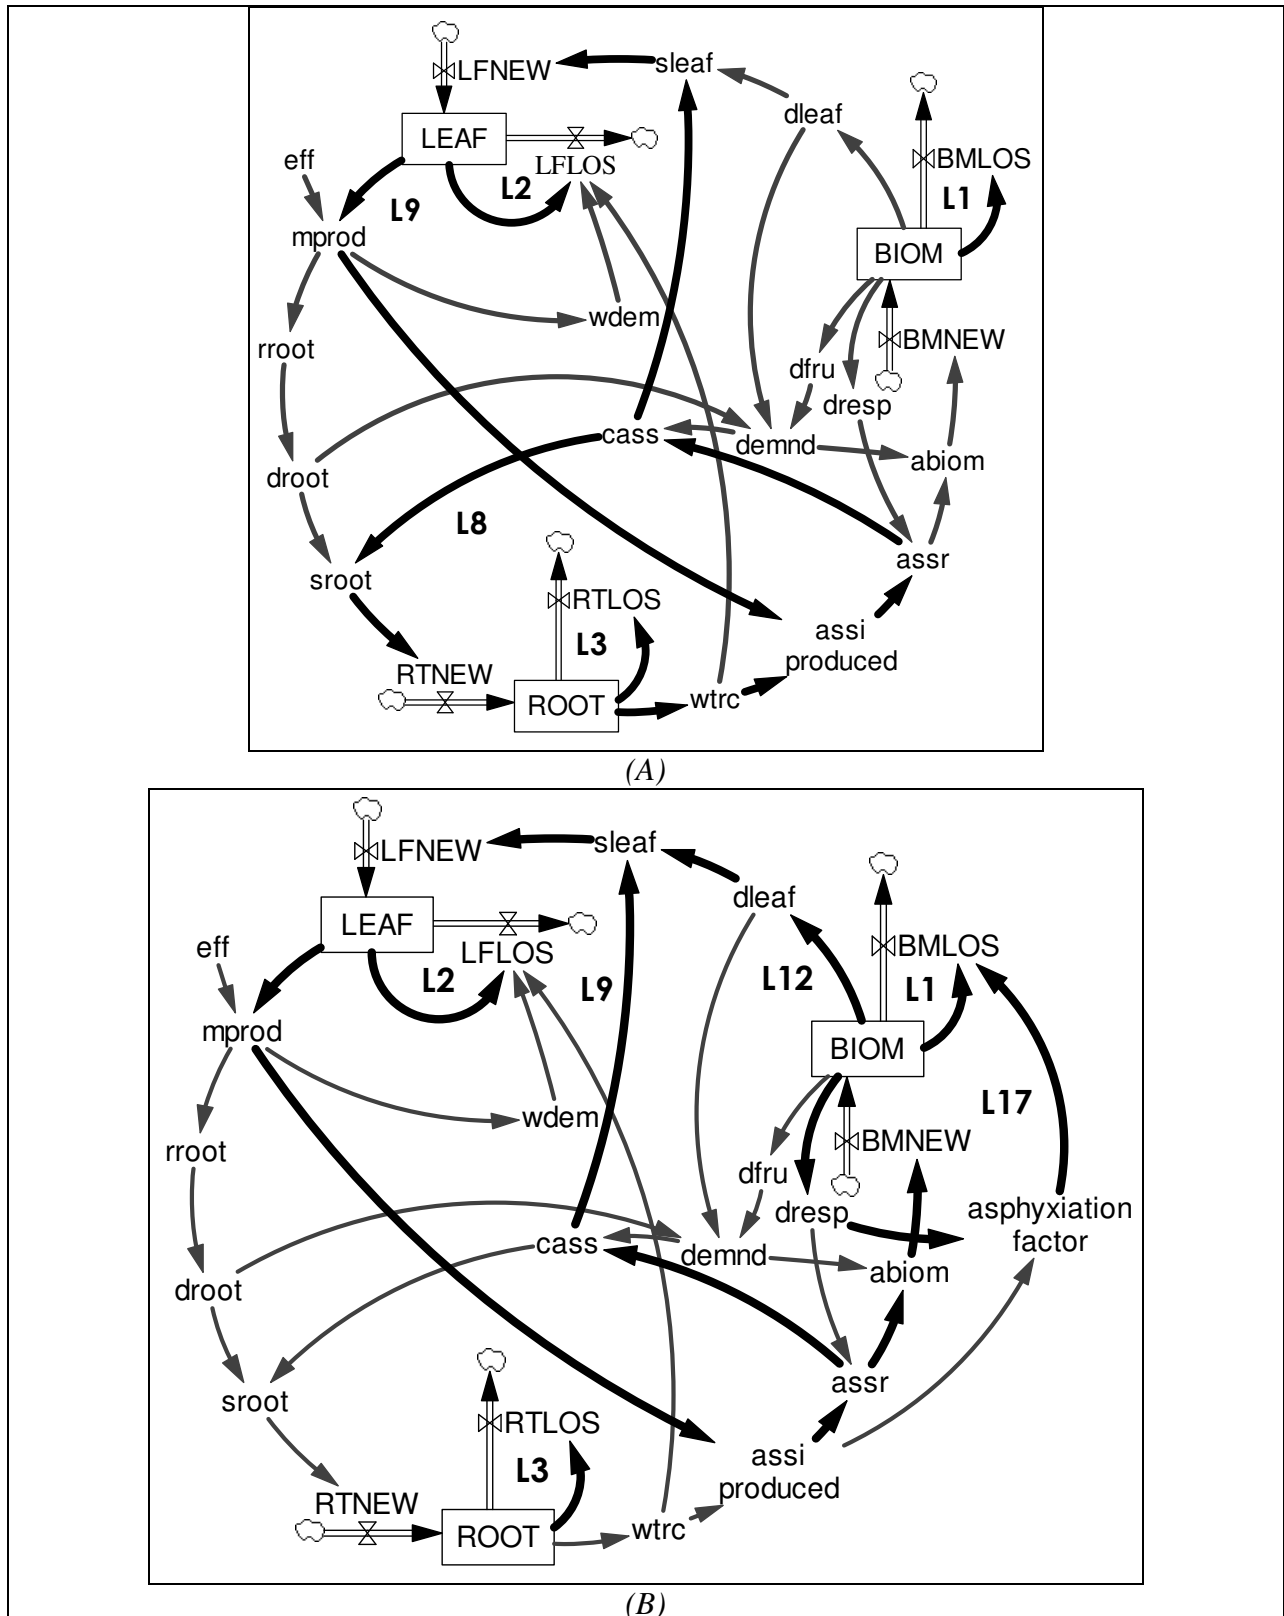 LFNEW
sleaf
dleaf
LEAF
eff
L2
LFLOS
BMLOS
L1
L9
mprod
BIOM
wdem
BMNEW
rroot
dfru
dresp
cass
demnd
abiom
droot
L8
assr
sroot
RTLOS
assi
L3
produced
RTNEW
ROOT
wtrc
(A)
LFNEW
sleaf
dleaf
LEAF
eff
LFLOS
BMLOS
L2
L9
L12
L1
mprod
BIOM
L17
wdem
BMNEW
rroot
dfru
dresp
asphyxiation
factor
cass
demnd
abiom
droot
assr
sroot
RTLOS
assi
L3
produced
RTNEW
ROOT
wtrc
(B)